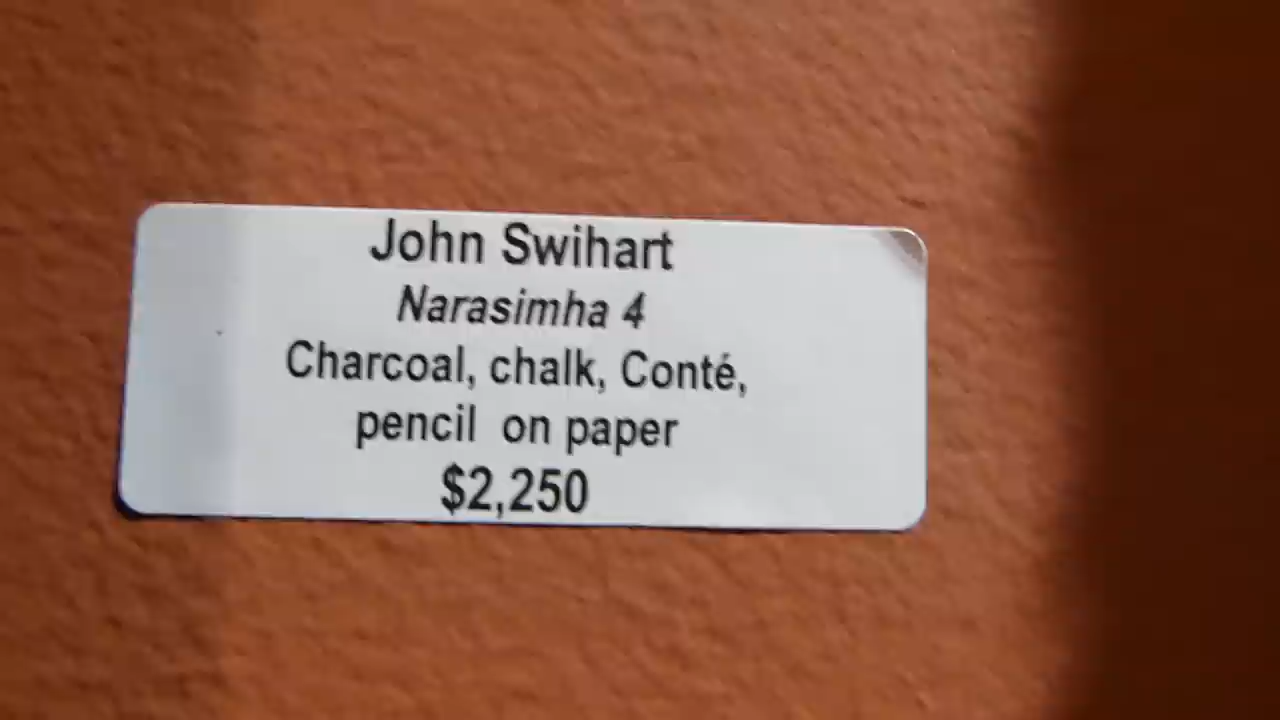 John Swihart
Narasimha 4
Charcoal, chalk, Conté,
pencil on paper
$2,250